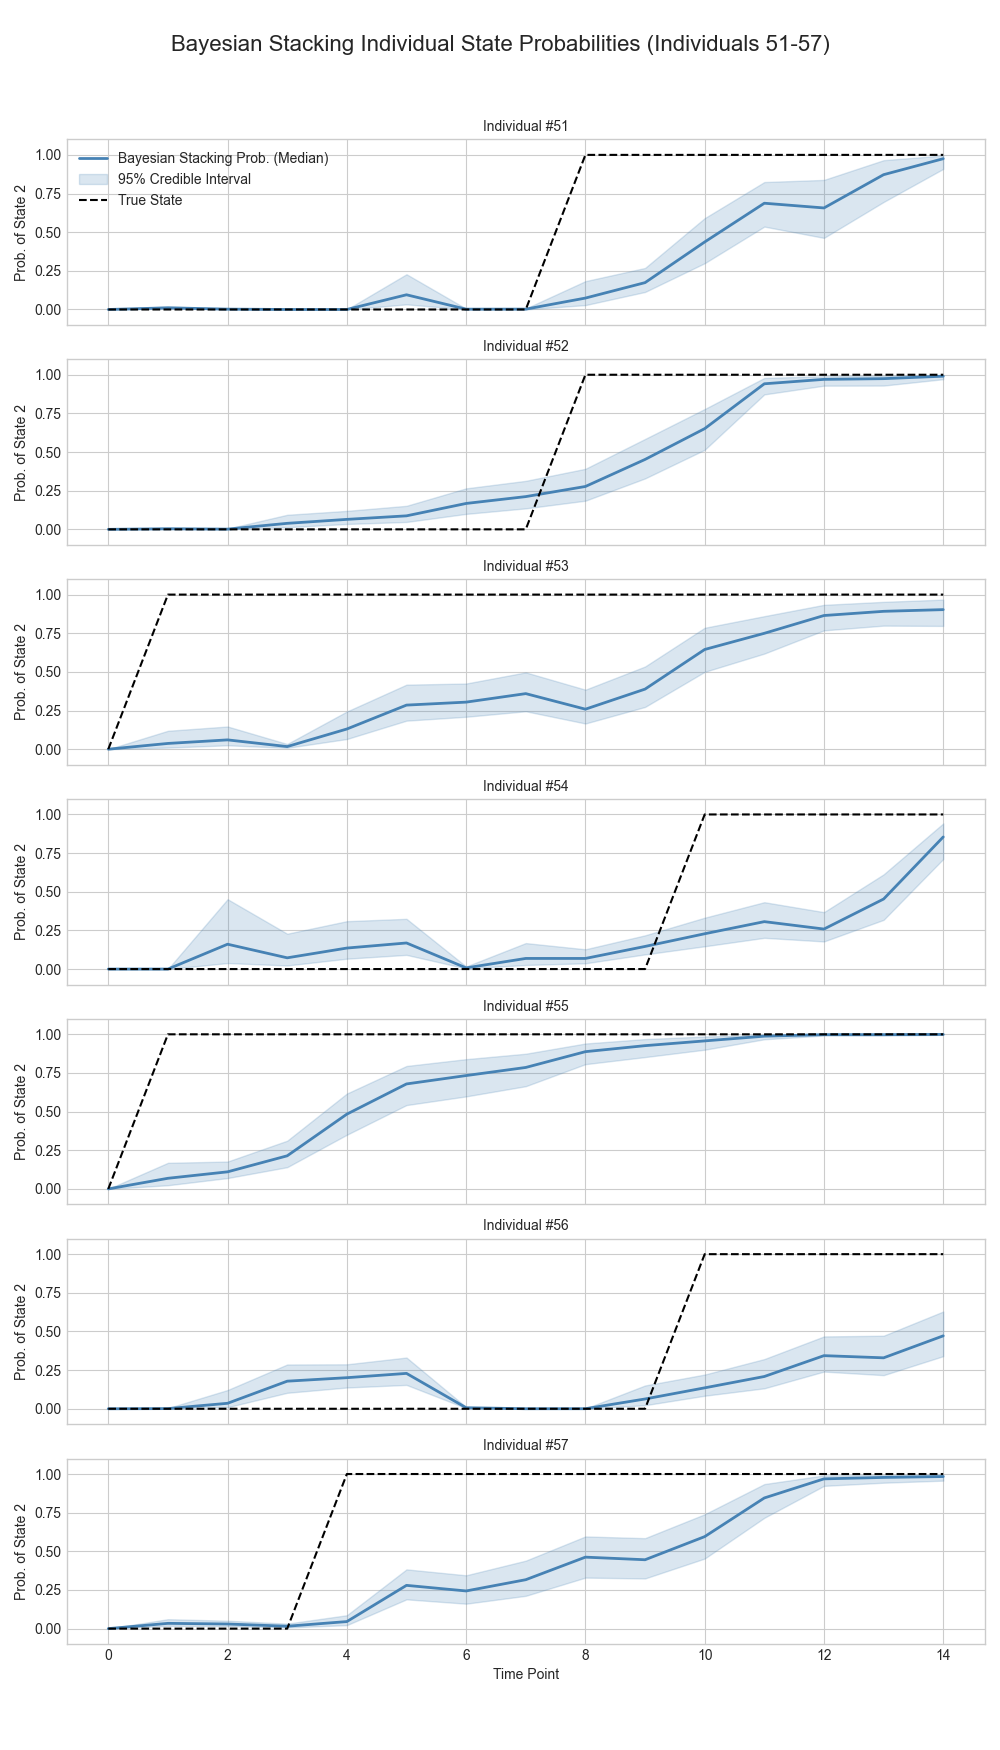 Bayesian Stacking Individual State Probabilities (Individuals 51-57)
Individual #51
Bayesian Stacking Prob. (Median)
95% Credible Interval
True State
1.00
0.75
0.50
0.25
0.00
Prob. of State 2
Individual #52
1.00
0.75
0.50
0.25
0.00
Prob. of State 2
Individual #53
1.00
0.75
0.50
0.25
0.00
Prob. of State 2
Individual #54
1.00
0.75
0.50
0.25
0.00
Prob. of State 2
Individual #55
1.00
0.75
0.50
0.25
0.00
Prob. of State 2
Individual #56
1.00
0.75
0.50
0.25
0.00
Prob. of State 2
Individual #57
1.00
0.75
0.50
0.25
0.00
Prob. of State 2
0 2 4 6 8 10 12 14
Time Point